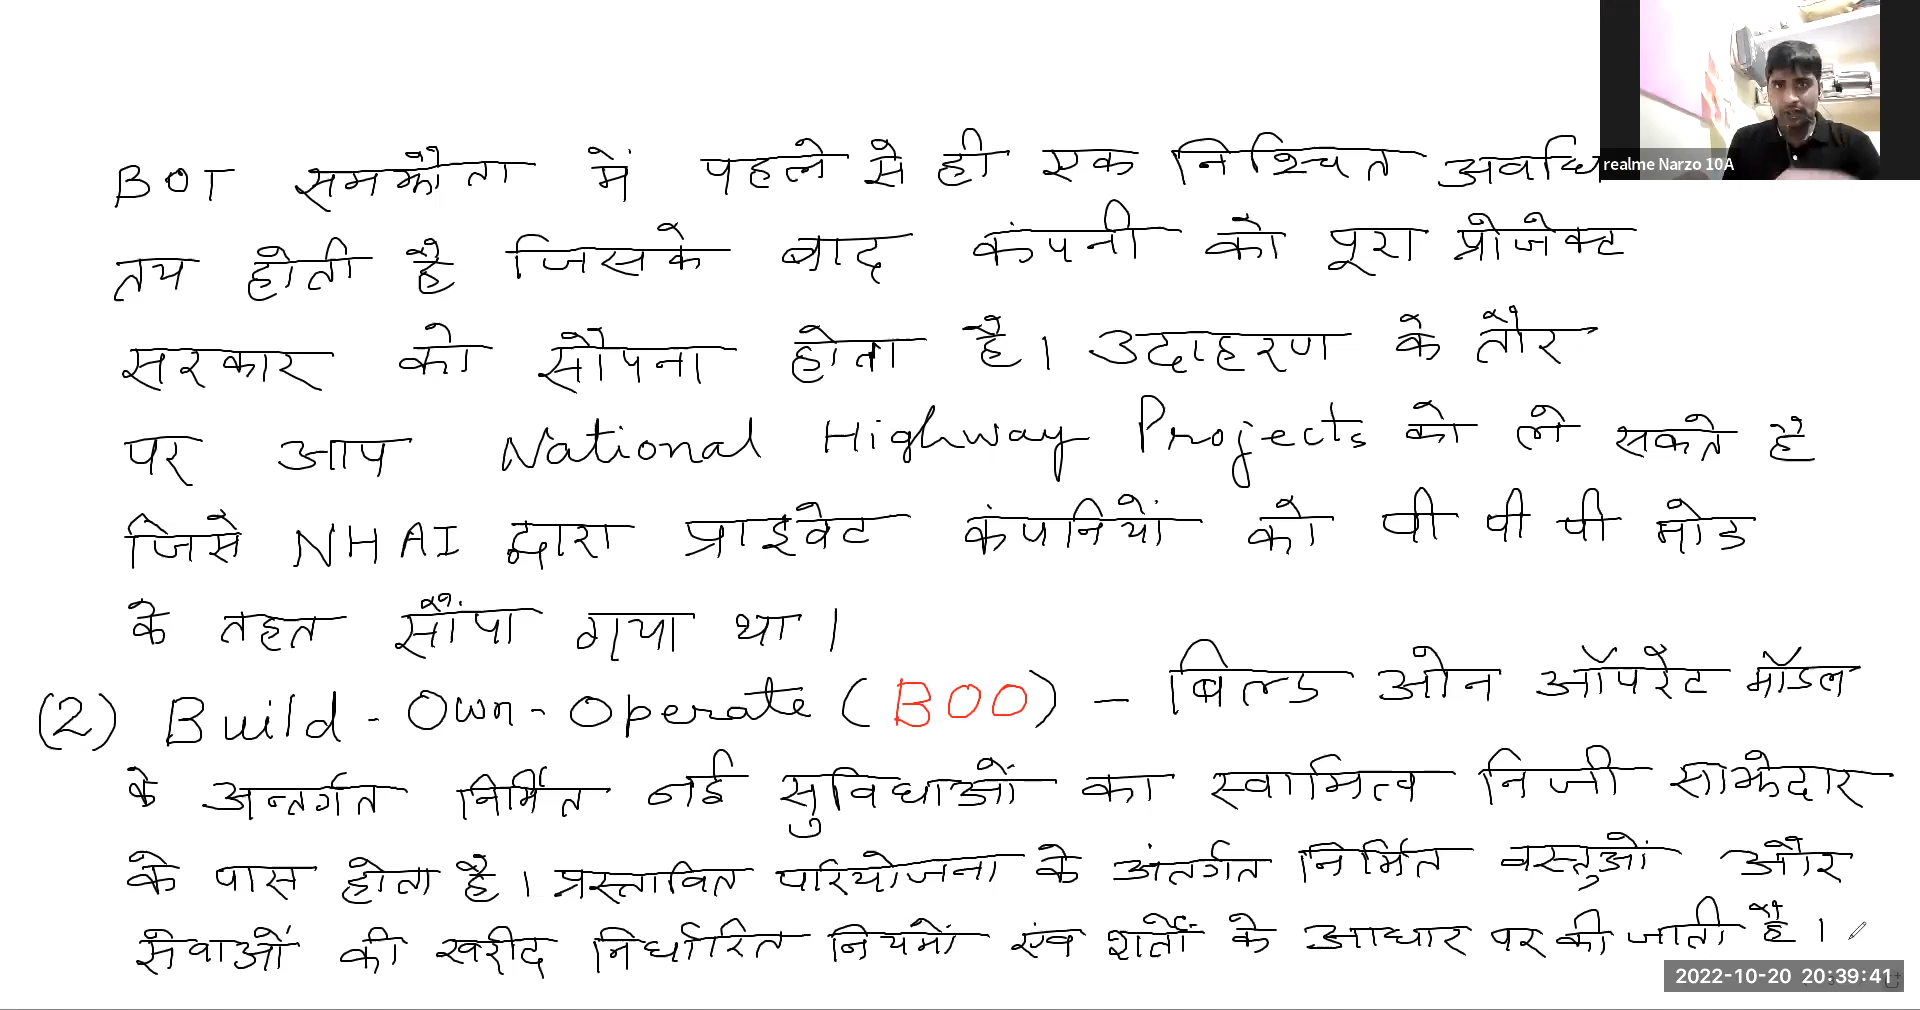 BOT समझौता में पहले से ही एक निश्चित अवधि
तय होती है जिसके बाद कंपनी को पूरा प्रोजेक्ट
सरकार को सौपना होता है। उदाहरण के तौर
पर आप National Highway Projects को ले सकते है
जिसे NHAI द्वारा प्राइवेट कंपनियों को पी पी पी मोड
के तहत सौंपा गया था।
(2) Build-Own-Operate (BOO) – बिल्ड ओन ऑपरेट मॉडल
के अन्तर्गत निर्मित नई सुविधाओं का स्वामित्व निजी साझेदार
के पास होता है। प्रस्तावित परियोजना के अंतर्गत निर्मित वस्तुओं और
सेवाओं की खरीद निर्धारित नियमों एंव शर्तों के आधार पर की जाती है।
realme Narzo 10A
2022-10-20 20:39:41